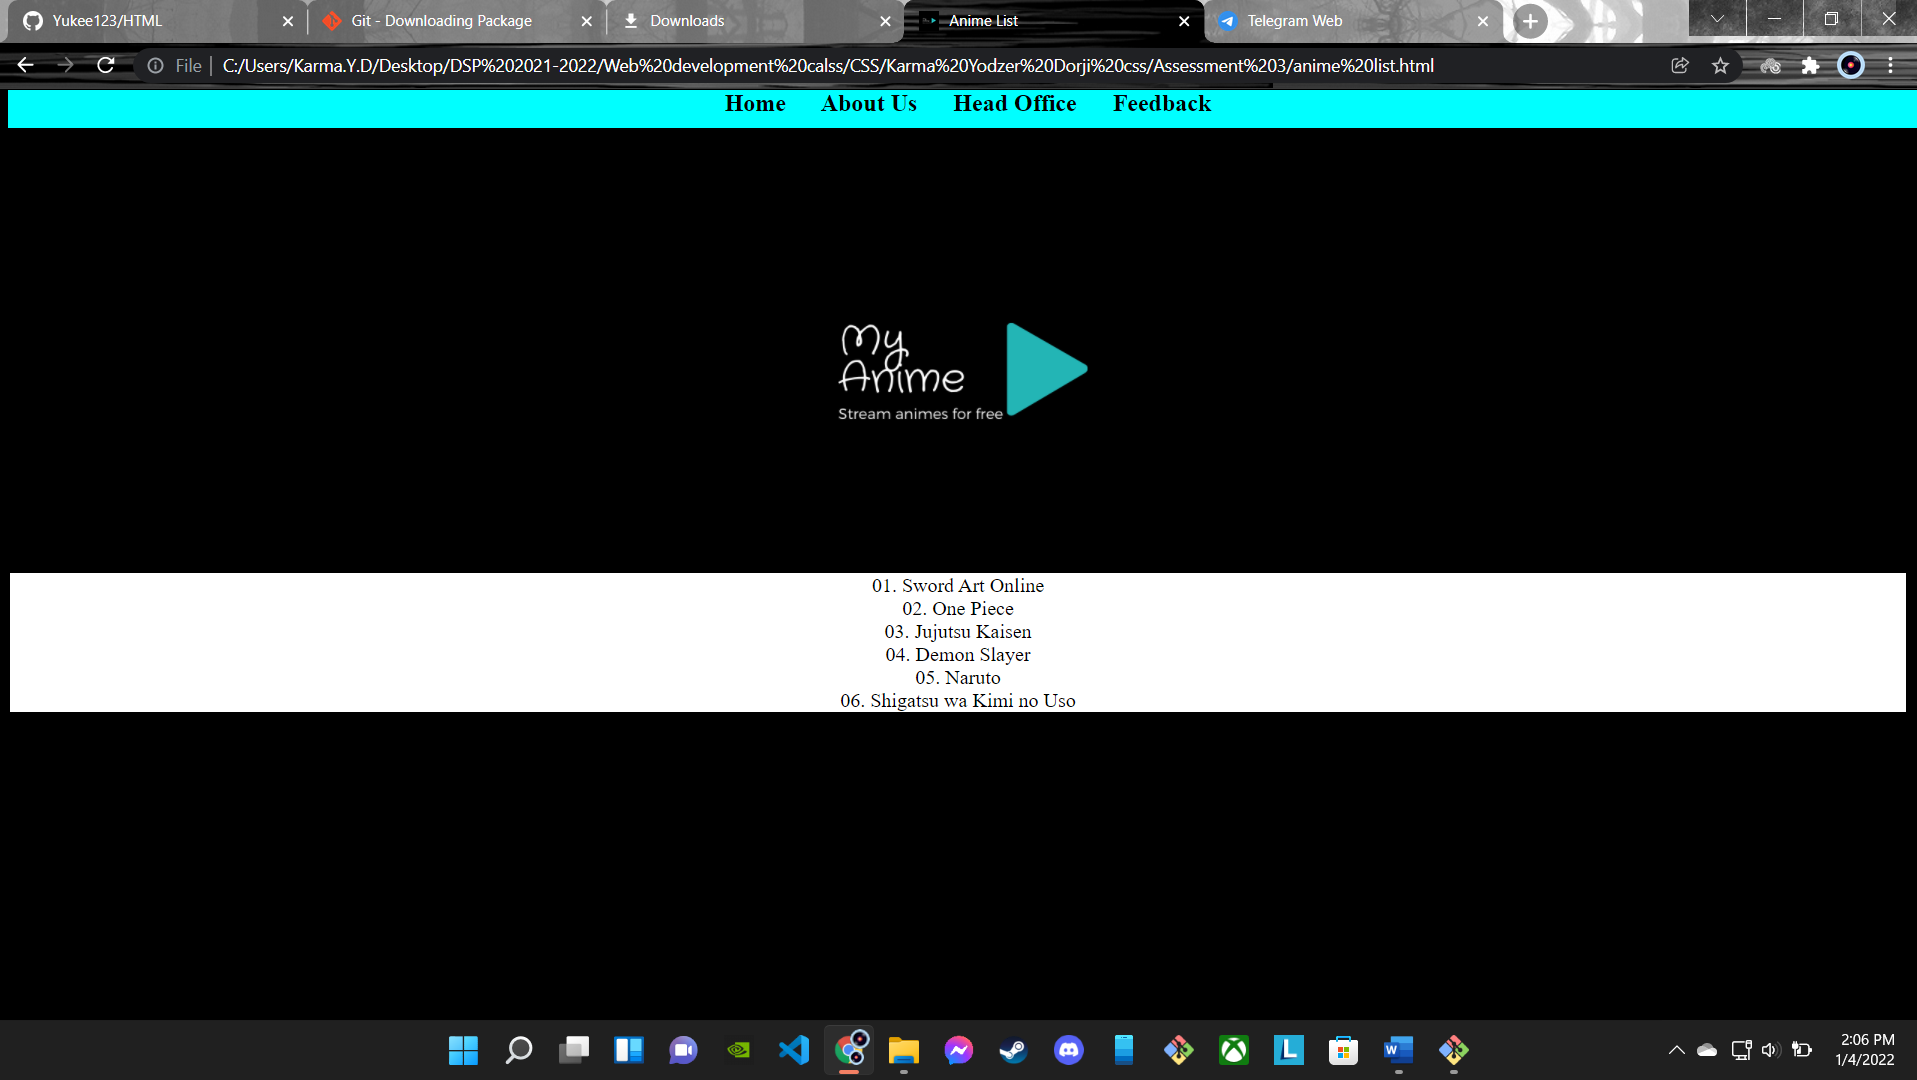 Yukee123/HTML
Git - Downloading Package
Downloads
Anime List
Telegram Web
File
C:/Users/Karma.Y.D/Desktop/DSP%202021-2022/Web%20development%20calss/CSS/Karma%20Yodzer%20Dorji%20css/Assessment%203/anime%20list.html
Home About Us Head Office Feedback
My
Anime
Stream animes for free
01. Sword Art Online
02. One Piece
03. Jujutsu Kaisen
04. Demon Slayer
05. Naruto
06. Shigatsu wa Kimi no Uso
L
W
2:06 PM
1/4/2022